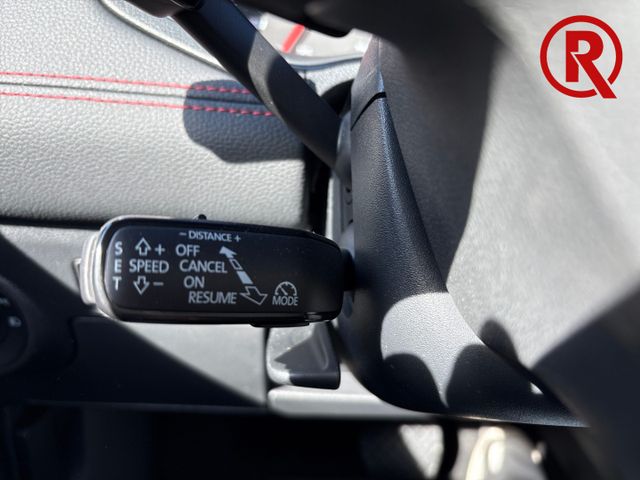 R
- DISTANCE +
S + OFF
E SPEED CANCEL
T - ON
RESUME MODE